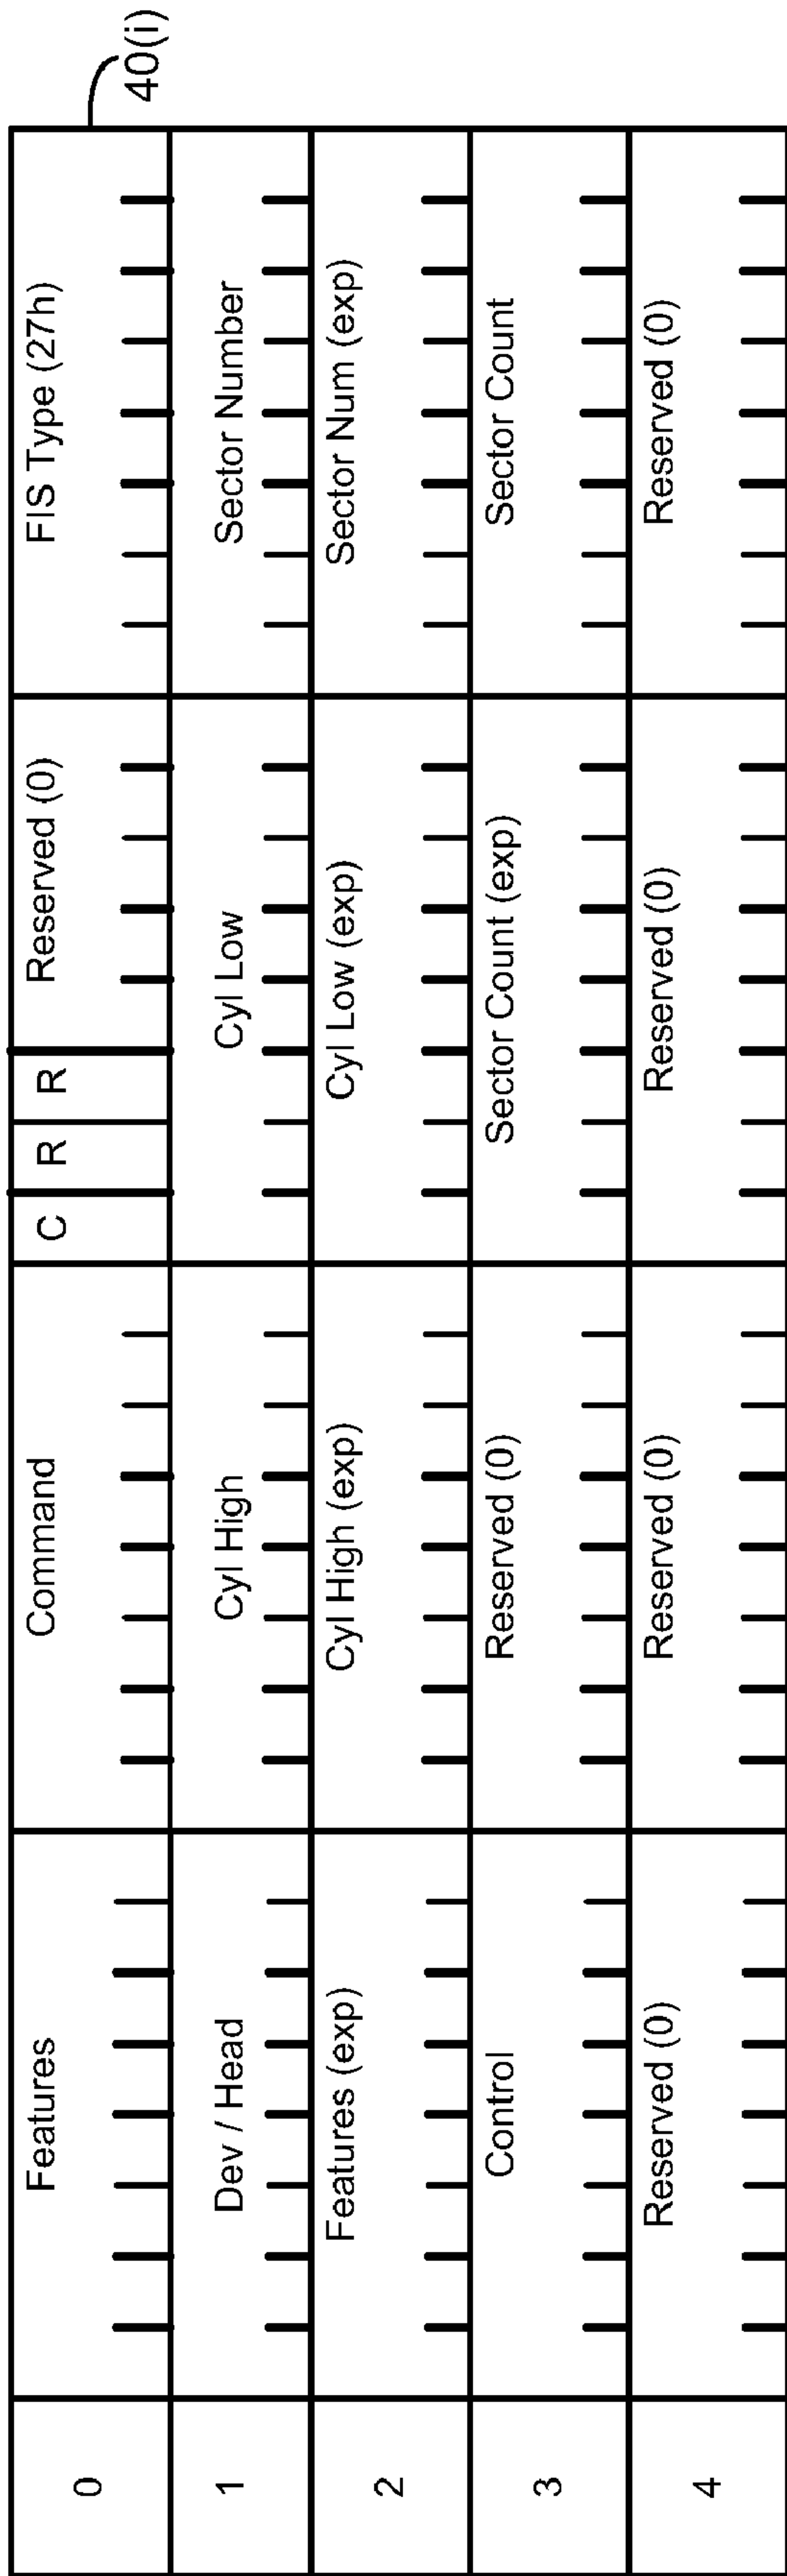 40(i)
0 Features Command C R R Reserved (0) FIS Type (27h)
1 Dev / Head Cyl High Cyl Low Sector Number
2 Features (exp) Cyl High (exp) Cyl Low (exp) Sector Num (exp)
3 Control Reserved (0) Sector Count (exp) Sector Count
4 Reserved (0) Reserved (0) Reserved (0) Reserved (0)